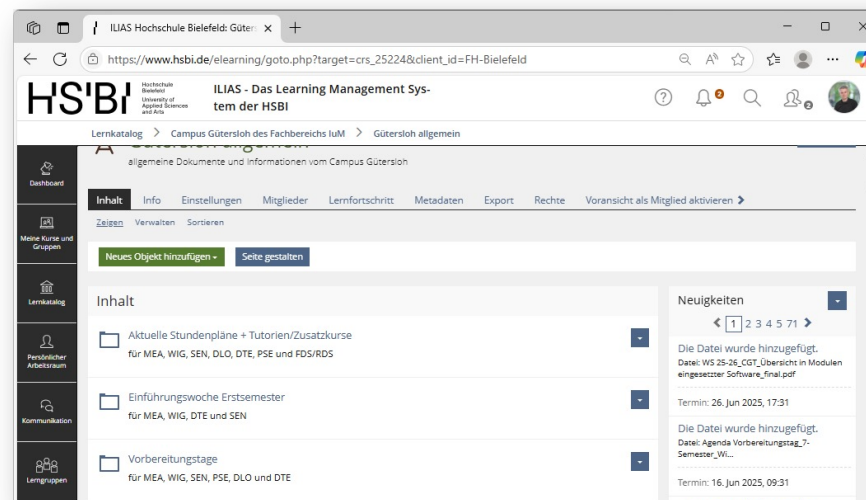 ILIAS Hochschule Bielefeld: Güter
https://www.hsbi.de/elearning/goto.php?target=crs_25224&client_id=FH-Bielefeld
HS'BI
Hochschule
Bielefeld
University of
Applied Sciences
and Arts
ILIAS - Das Learning Management Sys-
tem der HSBI
2
2
Lernkatalog > Campus Gütersloh des Fachbereichs IuM > Gütersloh allgemein
allgemeine Dokumente und Informationen vom Campus Gütersloh
Dashboard
Meine Kurse und
Gruppen
Lernkatalog
Persönlicher
Arbeitsraum
Kommunikation
Lerngruppen
Inhalt Info Einstellungen Mitglieder Lernfortschritt Metadaten Export Rechte Voransicht als Mitglied aktivieren
Zeigen Verwalten Sortieren
Neues Objekt hinzufügen Seite gestalten
Inhalt
Aktuelle Stundenpläne + Tutorien/Zusatzkurse
für MEA, WIG, SEN, DLO, DTE, PSE und FDS/RDS
Einführungswoche Erstsemester
für MEA, WIG, DTE und SEN
Vorbereitungstage
für MEA, WIG, SEN, PSE, DLO und DTE
Neuigkeiten
1 2 3 4 5 71
Die Datei wurde hinzugefügt.
Datei: WS 25-26_CGT_Übersicht in Modulen
eingesetzter Software_final.pdf
Termin: 26. Jun 2025, 17:31
Die Datei wurde hinzugefügt.
Datei: Agenda Vorbereitungstag_7-
Semester_Wi...
Termin: 16. Jun 2025, 09:31